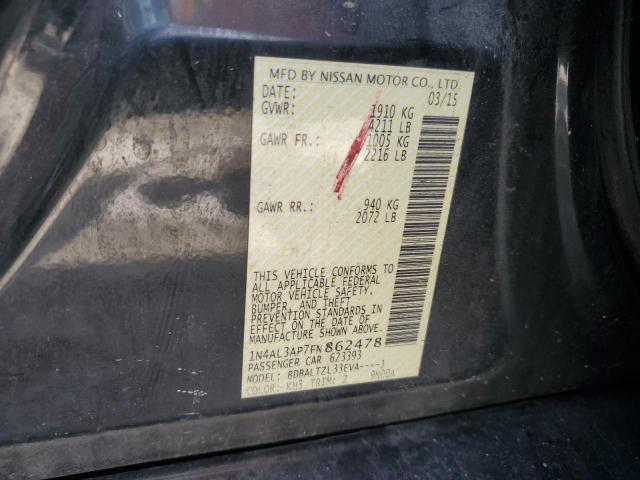 MFD BY NISSAN MOTOR CO., LTD.
DATE: 03/15
GVWR: 1910 KG
4211 LB
GAWR FR.: 1005 KG
2216 LB
GAWR RR.: 940 KG
2072 LB
THIS VEHICLE CONFORMS TO
ALL APPLICABLE FEDERAL
MOTOR VEHICLE SAFETY,
BUMPER, AND THEFT
PREVENTION STANDARDS IN
EFFECT ON THE DATE OF
MANUFACTURE SHOWN ABOVE.
1N4AL3AP7FN862478
PASSENGER CAR 623393
MODEL: BDBALTZL33EVA----J
COLOR: KH3 TRIM: Z